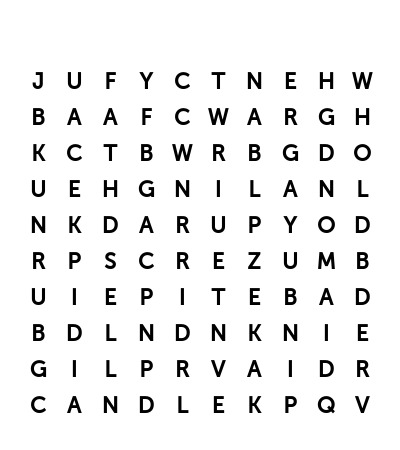 J U F Y C T N E H W
B A A F C W A R G H
K C T B W R B G D O
U E H G N I L A N L
N K D A R U P Y O D
R P S C R E Z U M B
U I E P I T E B A D
B D L N D N K N I E
G I L P R V A I D R
C A N D L E K P Q V